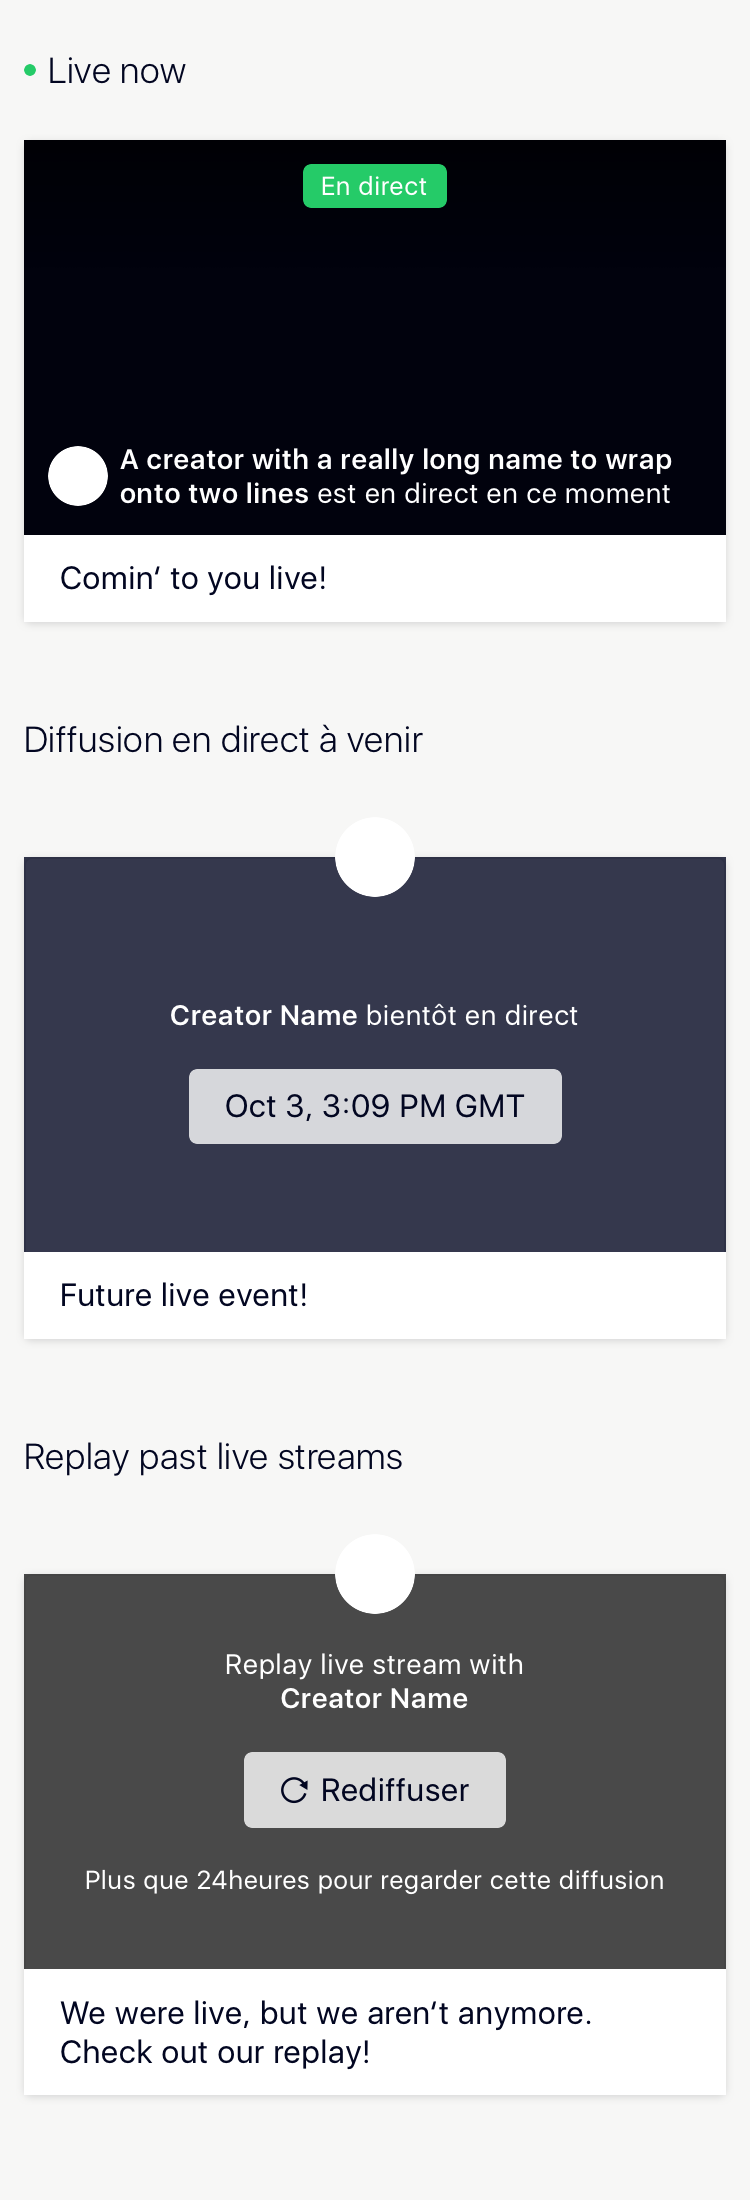 Live now
En direct
A creator with a really long name to wrap
onto two lines est en direct en ce moment
Comin’ to you live!
Diffusion en direct à venir
Creator Name bientôt en direct
Oct 3, 3:09 PM GMT
Future live event!
Replay past live streams
Replay live stream with
Creator Name
Rediffuser
Plus que 24heures pour regarder cette diffusion
We were live, but we aren’t anymore.
Check out our replay!